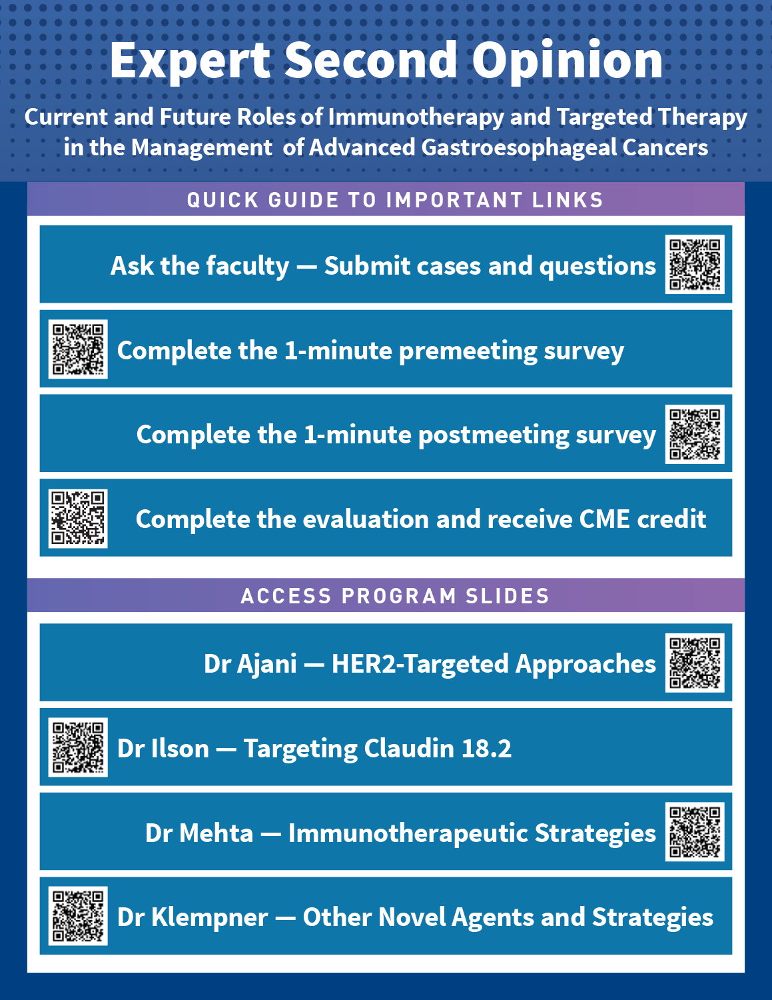 Expert Second Opinion
Current and Future Roles of Immunotherapy and Targeted Therapy
in the Management of Advanced Gastroesophageal Cancers
QUICK GUIDE TO IMPORTANT LINKS
Ask the faculty — Submit cases and questions
Complete the 1-minute premeeting survey
Complete the 1-minute postmeeting survey
Complete the evaluation and receive CME credit
ACCESS PROGRAM SLIDES
Dr Ajani — HER2-Targeted Approaches
Dr Ilson — Targeting Claudin 18.2
Dr Mehta — Immunotherapeutic Strategies
Dr Klempner — Other Novel Agents and Strategies